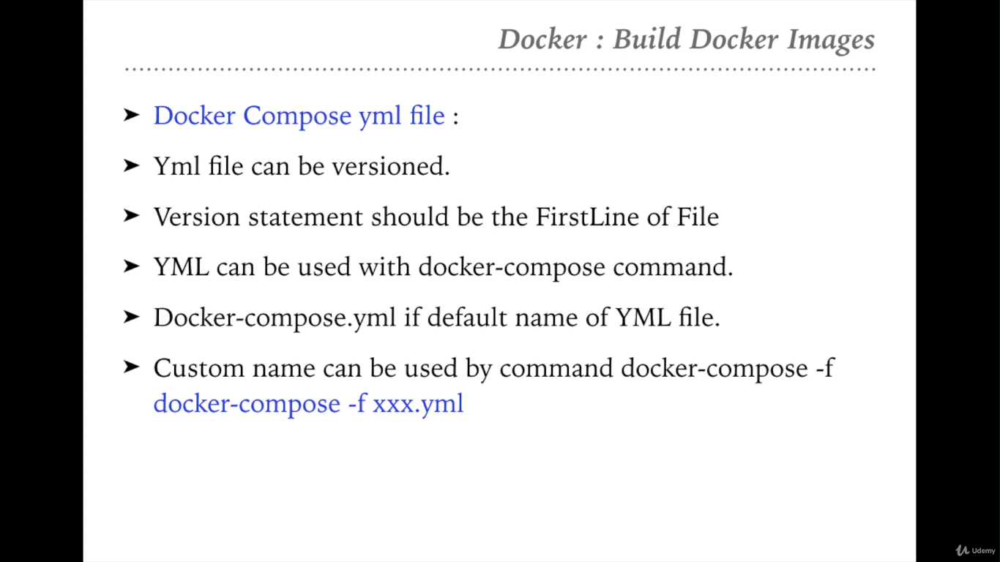 Docker : Build Docker Images
➤ Docker Compose yml file :
➤ Yml file can be versioned.
➤ Version statement should be the FirstLine of File
➤ YML can be used with docker-compose command.
➤ Docker-compose.yml if default name of YML file.
➤ Custom name can be used by command docker-compose -f
docker-compose -f xxx.yml
Udemy